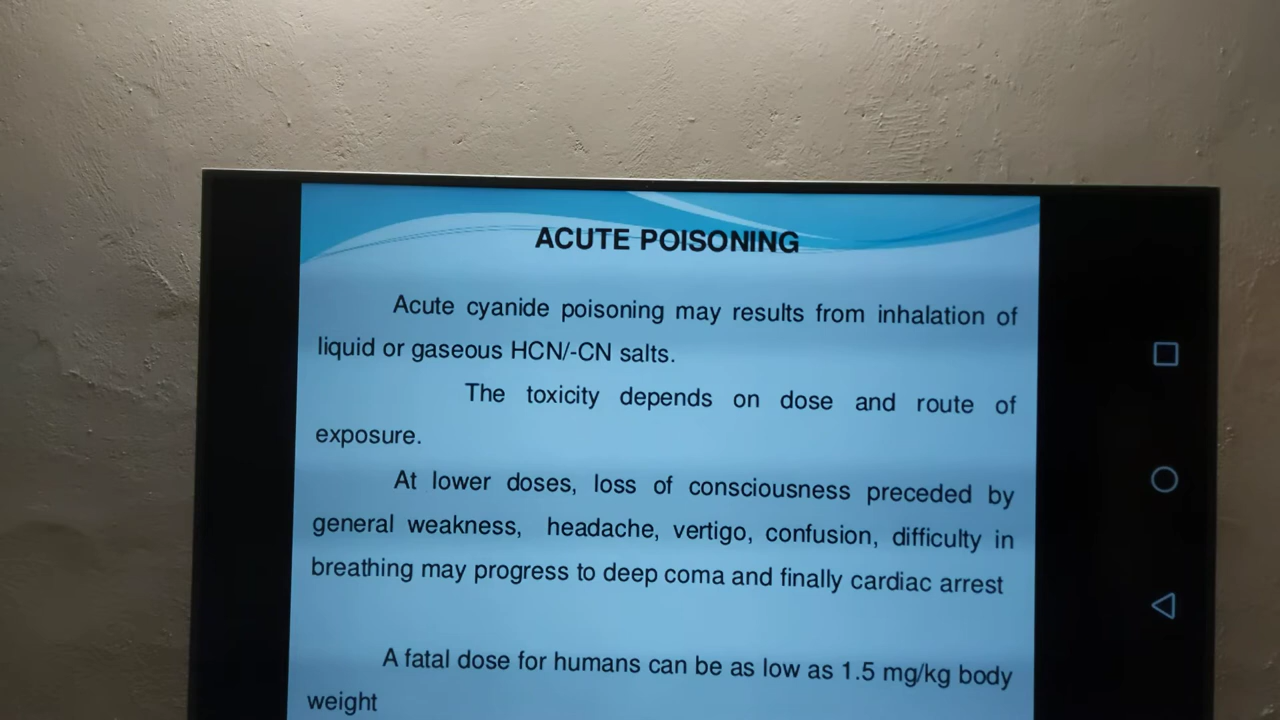 ACUTE POISONING
Acute cyanide poisoning may results from inhalation of
liquid or gaseous HCN/-CN salts.
The toxicity depends on dose and route of
exposure.
At lower doses, loss of consciousness preceded by
general weakness, headache, vertigo, confusion, difficulty in
breathing may progress to deep coma and finally cardiac arrest
A fatal dose for humans can be as low as 1.5 mg/kg body
weight